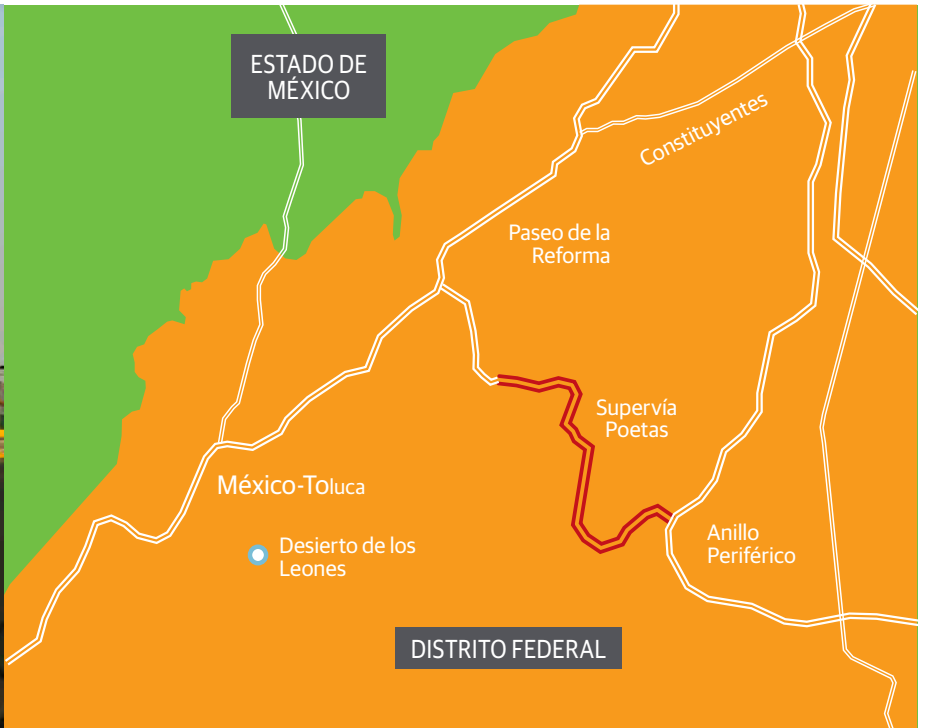 ESTADO DE
MÉXICO
Constituyentes
Paseo de la
Reforma
Supervía
Poetas
México-Toluca
Desierto de los
Leones
Anillo
Periférico
DISTRITO FEDERAL